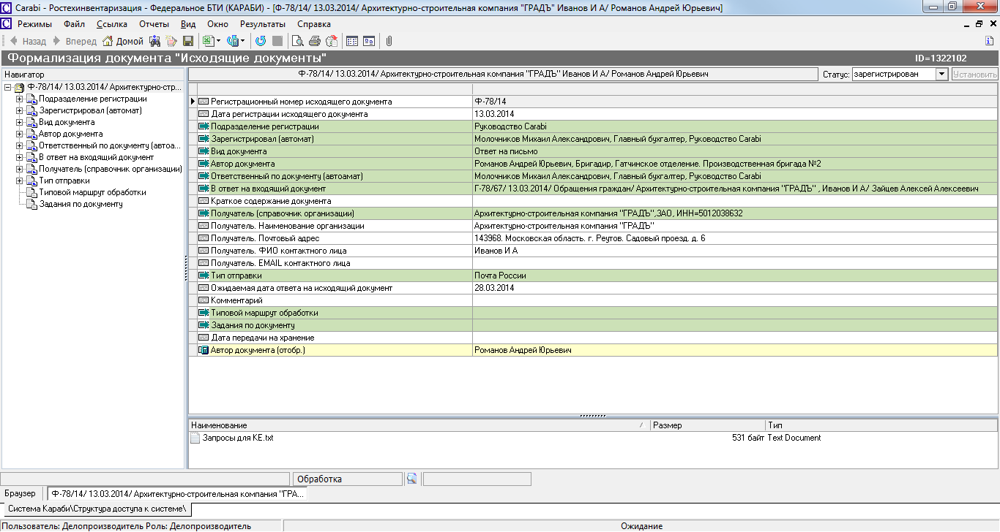 Carabi - Ростехинвентаризация - Федеральное БТИ (КАРАБИ) - [Ф-78/14/ 13.03.2014/ Архитектурно-строительная компания "ГРАДЪ" Иванов И А/ Романов Андрей Юрьевич]
Режимы Файл Ссылка Отчеты Вид Окно Результаты Справка
Назад Вперед Домой
Формализация документа "Исходящие документы" ID=1322102
Навигатор
Ф-78/14/ 13.03.2014/ Архитектурно-стр...
Подразделение регистрации
Зарегистрировал (автомат)
Вид документа
Автор документа
Ответственный по документу (автоа...
В ответ на входящий документ
Получатель (справочник организации)
Тип отправки
Типовой маршрут обработки
Задания по документу
Ф-78/14/ 13.03.2014/ Архитектурно-строительная компания "ГРАДЪ" Иванов И А/ Романов Андрей Юрьевич Статус: зарегистрирован Установить
Регистрационный номер исходящего документа Ф-78/14
Дата регистрации исходящего документа 13.03.2014
Подразделение регистрации Руководство Carabi
Зарегистрировал (автомат) Молочников Михаил Александрович, Главный бухгалтер, Руководство Carabi
Вид документа Ответ на письмо
Автор документа Романов Андрей Юрьевич, Бригадир, Гатчинское отделение. Производственная бригада №2
Ответственный по документу (автоамат) Молочников Михаил Александрович, Главный бухгалтер, Руководство Carabi
В ответ на входящий документ Г-78/67/ 13.03.2014/ Обращения граждан/ Архитектурно-строительная компания "ГРАДЪ" , Иванов И А/ Зайцев Алексей Алексеевич
Краткое содержание документа
Получатель (справочник организации) Архитектурно-строительная компания "ГРАДЪ",ЗАО, ИНН=5012038632
Получатель. Наименование организации Архитектурно-строительная компания "ГРАДЪ"
Получатель. Почтовый адрес 143968. Московская область. г. Реутов. Садовый проезд. д. 6
Получатель. ФИО контактного лица Иванов И А
Получатель. EMAIL контактного лица
Тип отправки Почта России
Ожидаемая дата ответа на исходящий документ 28.03.2014
Комментарий
Типовой маршрут обработки
Задания по документу
Дата передачи на хранение
Автор документа (отобр.) Романов Андрей Юрьевич
Наименование Размер Тип
Запросы для КЕ.txt 531 байт Text Document
Обработка
Браузер Ф-78/14/ 13.03.2014/ Архитектурно-строительная компания "ГРА...
Система Караби\Структура доступа к системе\
Пользователь: Делопроизводитель Роль: Делопроизводитель Ожидание